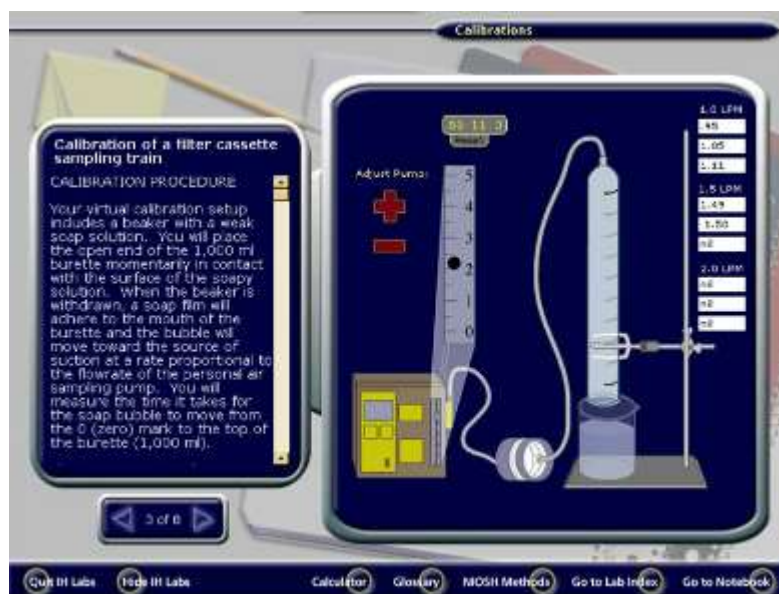 Calibrations
Calibration of a filter cassette
sampling train
CALIBRATION PROCEDURE
Your virtual calibration setup
includes a beaker with a weak
soap solution. You will place
the open end of the 1,000 ml
burette momentarily in contact
with the surface of the soapy
solution. When the beaker is
withdrawn, a soap film will
adhere to the mouth of the
burette and the bubble will
move toward the source of
suction at a rate proportional to
the flowrate of the personal air
sampling pump. You will
measure the time it takes for
the soap bubble to move from
the 0 (zero) mark to the top of
the burette (1,000 ml).
3 of 8
Adjust Pump:
5
4
3
2
1
0
1.0 LPM
1.05
1.11
1.5 LPM
1.49
1.50
2.0 LPM
Quit IH Labs
Hide IH Labs
Calculator
Glossary
NIOSH Methods
Go to Lab Index
Go to Notebook